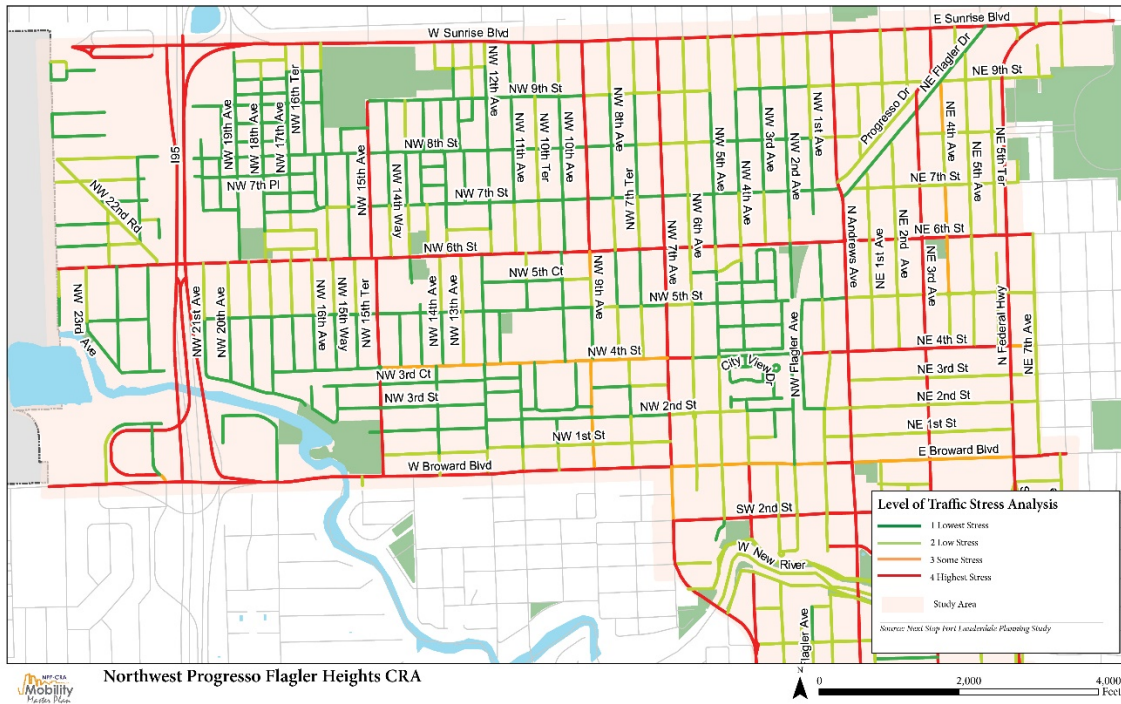 W Sunrise Blvd
E Sunrise Blvd
NE Flagler Dr
Progresso Dr
NE 9th St
NW 9th St
NW 12th Ave
NW 16th Ter
NW 19th Ave
NW 18th Ave
NW 17th Ave
NW 11th Ave
NW 10th Ter
NW 10th Ave
NW 8th Ave
NW 5th Ave
NW 4th Ave
NW 3rd Ave
NW 2nd Ave
NW 1st Ave
NE 4th Ave
NE 5th Ave
NE 5th Ter
I95
NW 8th St
NW 15th Ave
NW 14th Way
NW 7th Pl
NW 7th St
NW 7th Ter
NE 7th St
NW 22nd Rd
NW 6th St
NW 7th Ave
NW 6th Ave
N Andrews Ave
NE 1st Ave
NE 2nd Ave
NE 3rd Ave
NE 6th St
NW 5th Ct
NW 9th Ave
NW 5th St
NW 23rd Ave
NW 21st Ave
NW 20th Ave
NW 16th Ave
NW 15th Way
NW 15th Ter
NW 14th Ave
NW 13th Ave
NW Flagler Ave
N Federal Hwy
NE 7th Ave
NW 4th St
NE 4th St
City View Dr
NW 3rd Ct
NE 3rd St
NW 3rd St
NW 2nd St
NE 2nd St
NW 1st St
NE 1st St
W Broward Blvd
E Broward Blvd
SW 2nd St
W New River
Flagler Ave
Level of Traffic Stress Analysis
1 Lowest Stress
2 Low Stress
3 Some Stress
4 Highest Stress
Study Area
Source: Next Stop Fort Lauderdale Planning Study
NPF-CRA
Mobility
Master Plan
Northwest Progresso Flagler Heights CRA
N
0 2,000 4,000
Feet